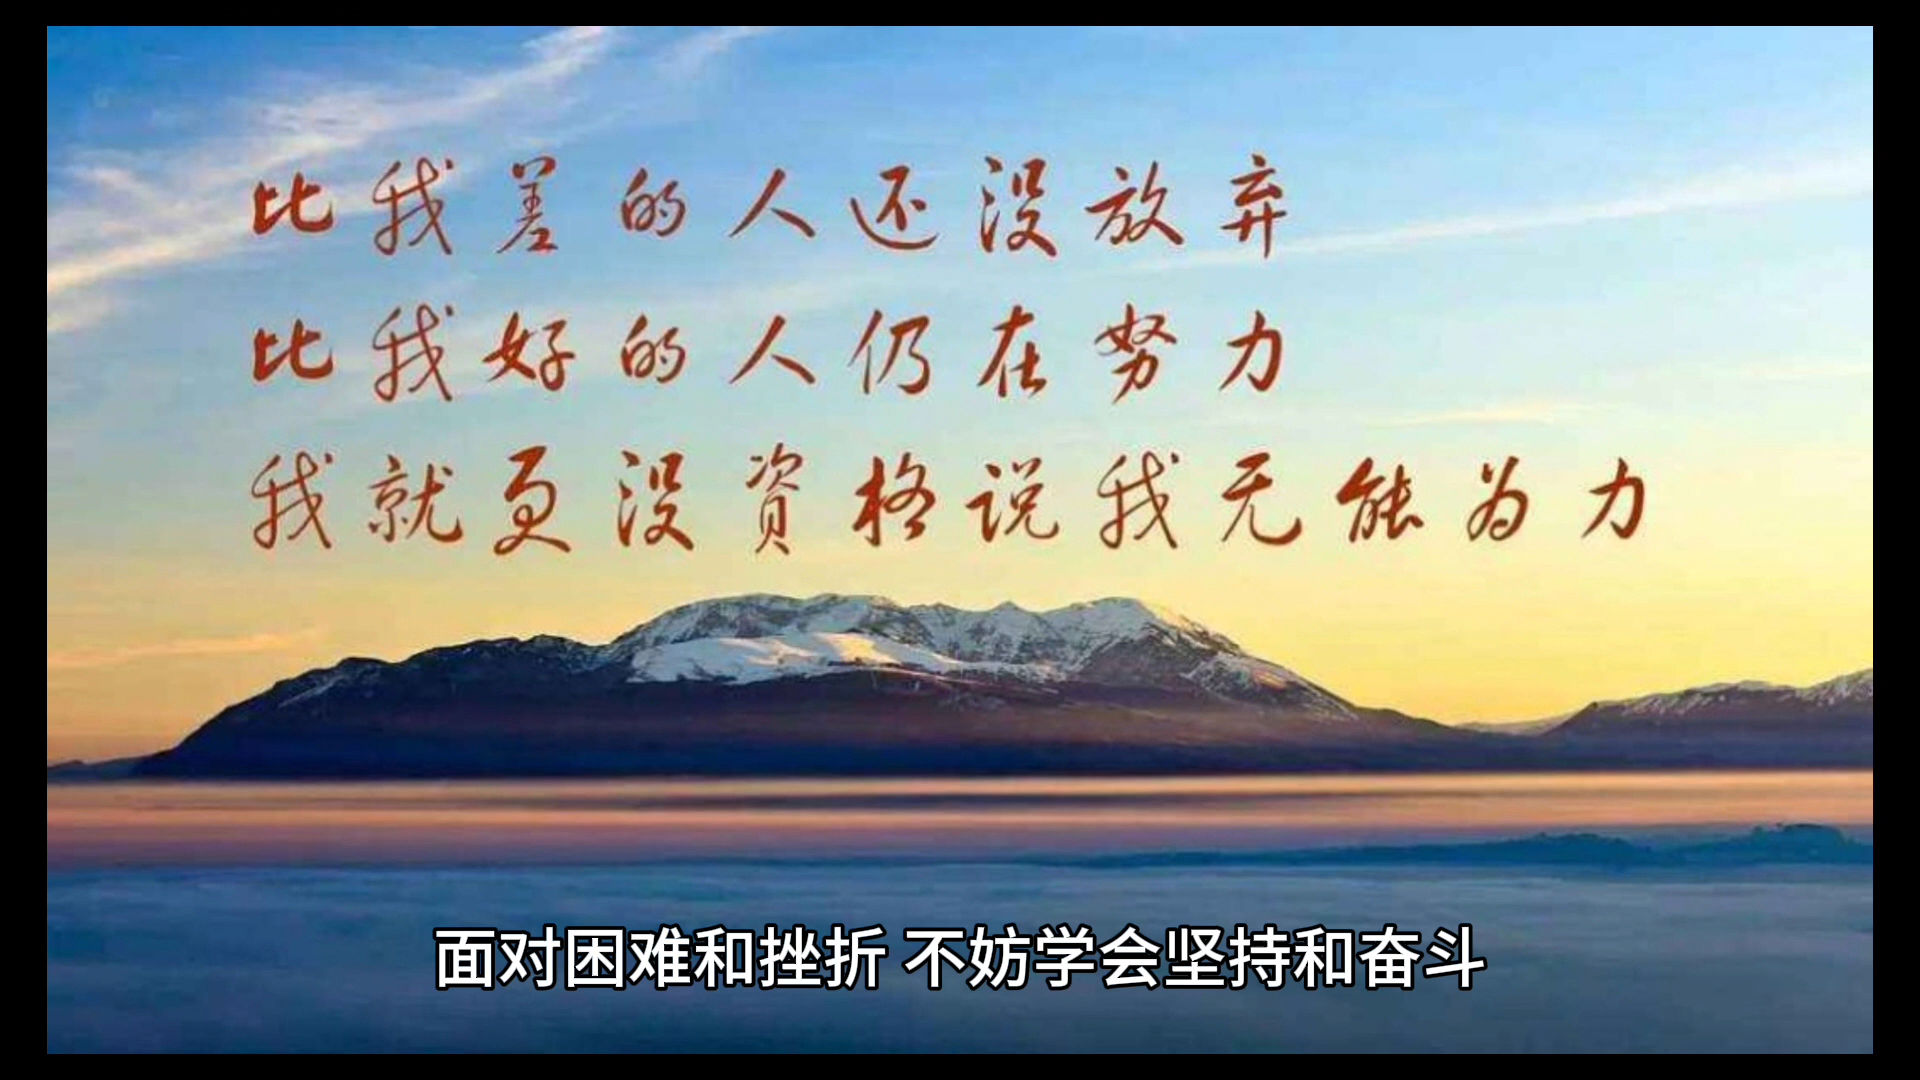 比我差的人还没放弃
比我好的人仍在努力
我就更没資格说我无能为力
面对困难和挫折 不妨学会坚持和奋斗